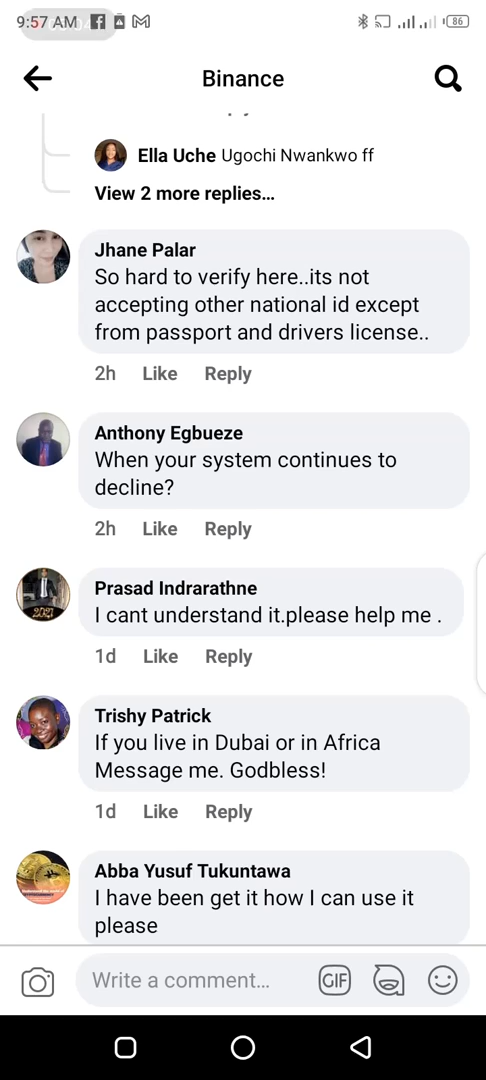 9:57 AM
86
Binance
Ella Uche Ugochi Nwankwo ff
View 2 more replies...
Jhane Palar
So hard to verify here..its not
accepting other national id except
from passport and drivers license..
2h Like Reply
Anthony Egbueze
When your system continues to
decline?
2h Like Reply
Prasad Indrarathne
I cant understand it.please help me .
1d Like Reply
Trishy Patrick
If you live in Dubai or in Africa
Message me. Godbless!
1d Like Reply
Abba Yusuf Tukuntawa
I have been get it how I can use it
please
Write a comment...
GIF